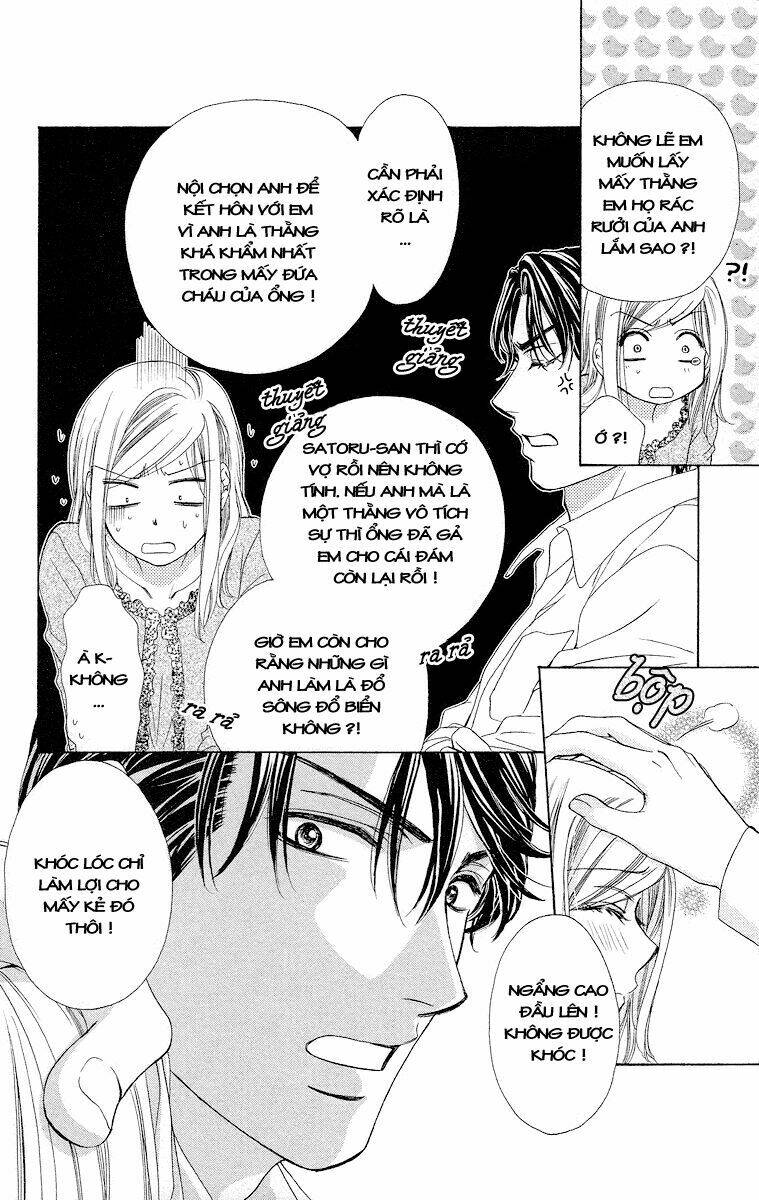 KHÔNG LẼ EM
MUỐN LẤY
MẤY THẰNG
EM HỌ RÁC
RƯỞI CỦA ANH
LẮM SAO ?!
?!
Ớ ?!
CẦN PHẢI
XÁC ĐỊNH
RÕ LÀ
...
NỘI CHỌN ANH ĐỂ
KẾT HÔN VỚI EM
VÌ ANH LÀ THẰNG
KHÁ KHẨM NHẤT
TRONG MẤY ĐỨA
CHÁU CỦA ỔNG !
thuyết
giảng
thuyết
giảng
SATORU-SAN THÌ CÓ
VỢ RỒI NÊN KHÔNG
TÍNH. NẾU ANH MÀ LÀ
MỘT THẰNG VÔ TÍCH
SỰ THÌ ỔNG ĐÃ GẢ
EM CHO CÁI ĐÁM
CÒN LẠI RỒI !
GIỜ EM CÒN CHO
RẰNG NHỮNG GÌ
ANH LÀM LÀ ĐỔ
SÔNG ĐỔ BIỂN
KHÔNG ?!
ra rả
ra rả
À K-
KHÔNG
...
bộp
NGẨNG CAO
ĐẦU LÊN !
KHÔNG ĐƯỢC
KHÓC !
KHÓC LÓC CHỈ
LÀM LỢI CHO
MẤY KẺ ĐÓ
THÔI !